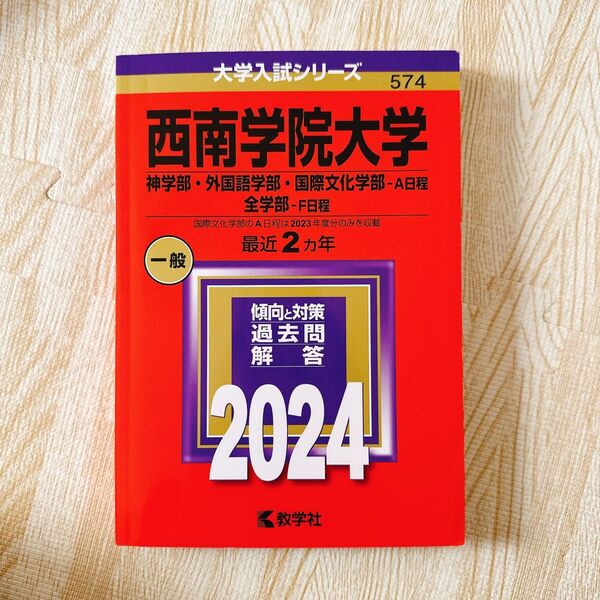 大学入試シリーズ
574
西南学院大学
神学部・外国語学部・国際文化学部-A日程
全学部-F日程
国際文化学部のA日程は2023年度分のみを収載
最近2カ年
一般
傾向と対策
過去問
解答
2024
教学社